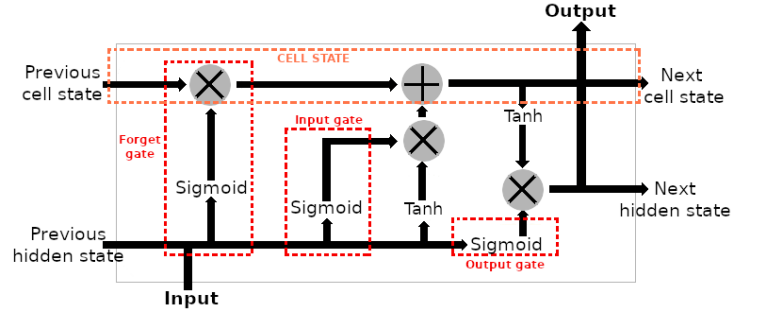 Output
CELL STATE
Previous
cell state
Next
cell state
Tanh
Input gate
Forget
gate
Sigmoid
Sigmoid
Tanh
Next
hidden state
Previous
hidden state
Sigmoid
Output gate
Input